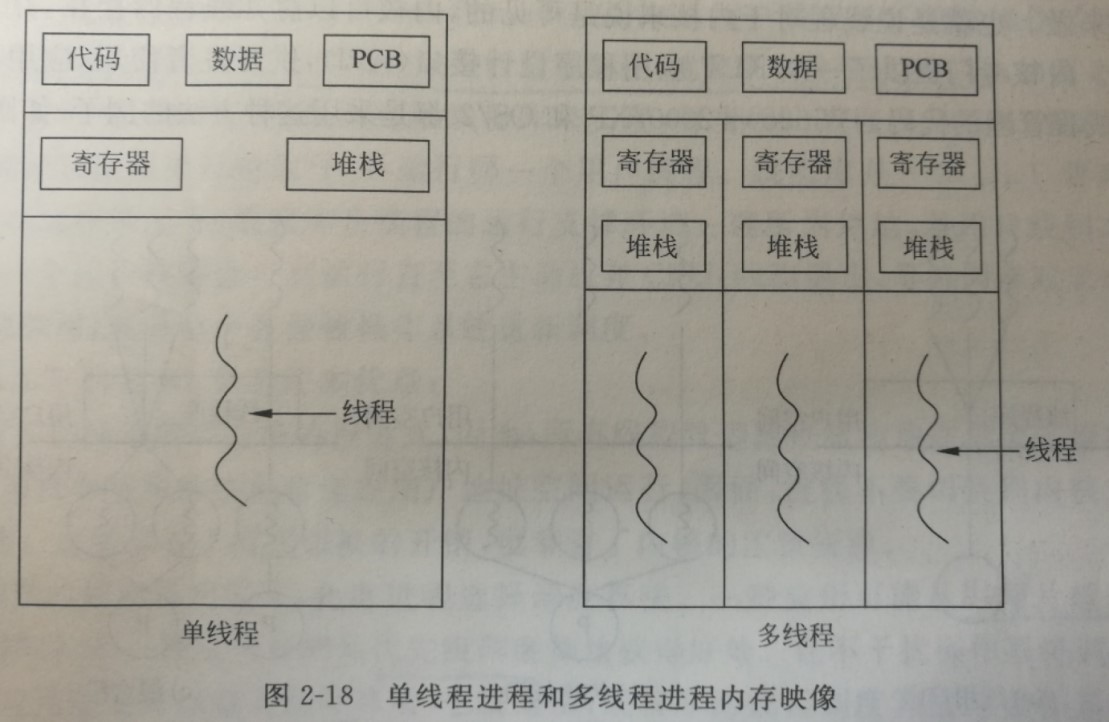 代码 数据 PCB
寄存器 堆栈
线程
单线程
代码 数据 PCB
寄存器 寄存器 寄存器
堆栈 堆栈 堆栈
线程
多线程
图 2-18 单线程进程和多线程进程内存映像